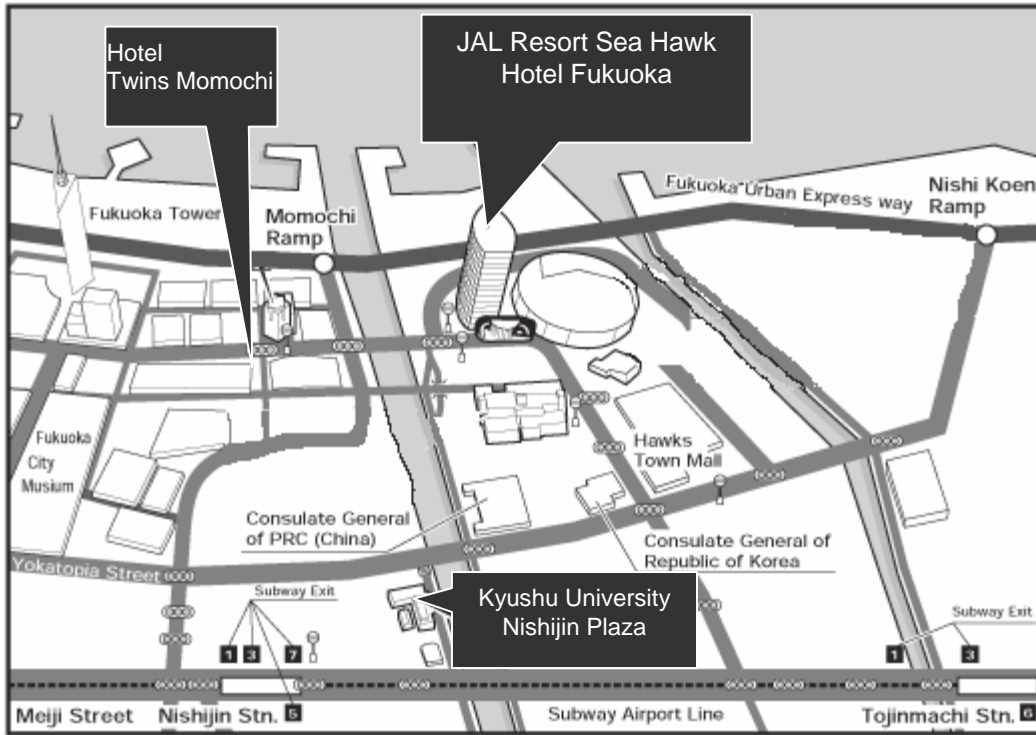 Hotel
Twins Momochi
JAL Resort Sea Hawk
Hotel Fukuoka
Fukuoka Tower
Momochi
Ramp
Fukuoka Urban Express way
Nishi Koen
Ramp
Fukuoka
City
Musium
Hawks
Town Mall
Consulate General
of PRC (China)
Consulate General of
Republic of Korea
Yokatopia Street
Subway Exit
Kyushu University
Nishijin Plaza
Subway Exit
1 3 7
1 3
Meiji Street
Nishijin Stn. 5
Subway Airport Line
Tojinmachi Stn. 6